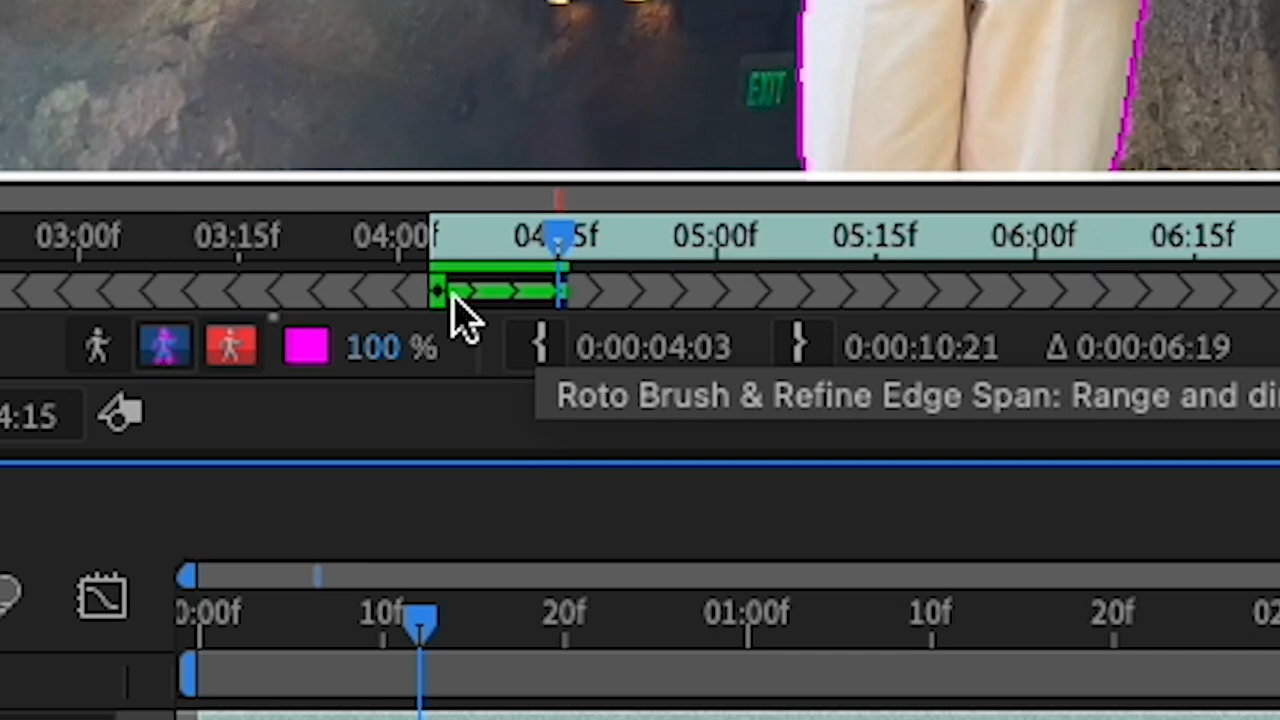 EXIT
03:00f 03:15f 04:00f 04:15f 05:00f 05:15f 06:00f 06:15f
100 % { 0:00:04:03 } 0:00:10:21 Δ 0:00:06:19
Roto Brush & Refine Edge Span: Range and di
4:15
0:00f 10f 20f 01:00f 10f 20f 02